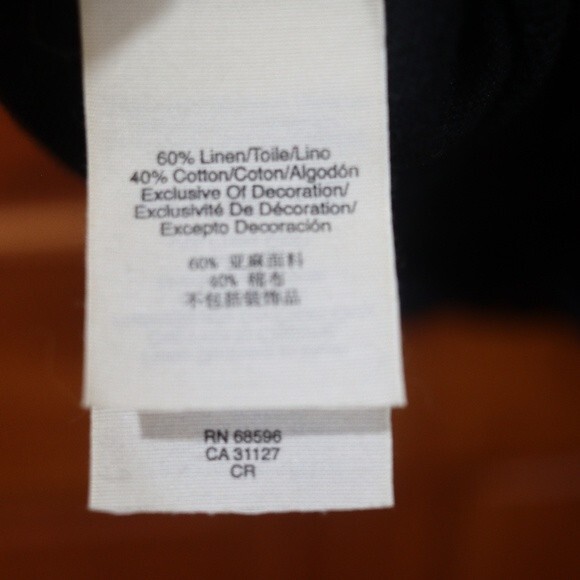 60% Linen/Toile/Lino
40% Cotton/Coton/Algodón
Exclusive Of Decoration/
Exclusivité De Décoration/
Excepto Decoración
60% 亚麻面料
40% 棉布
不包括装饰品
RN 68596
CA 31127
CR